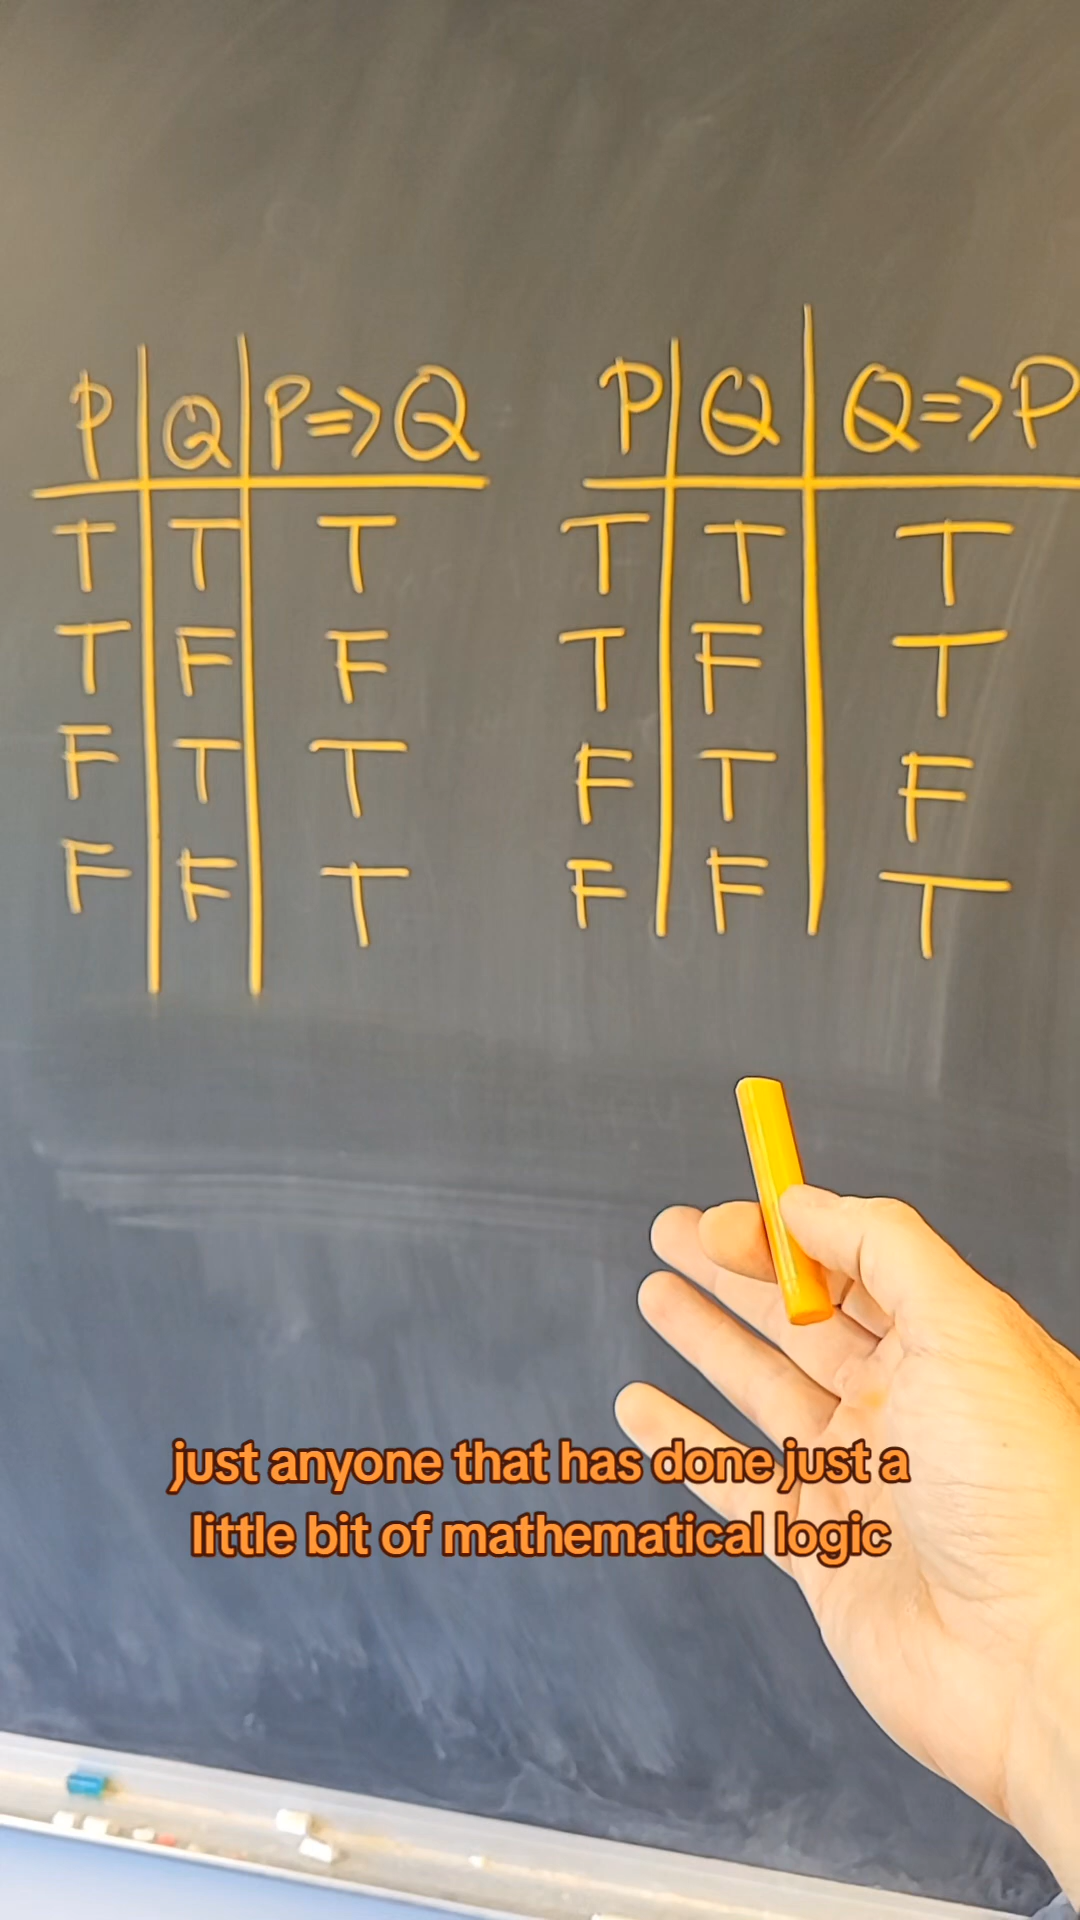 P Q P => Q
T T T
T F F
F T T
F F T
P Q Q => P
T T T
T F T
F T F
F F T
just anyone that has done just a
little bit of mathematical logic